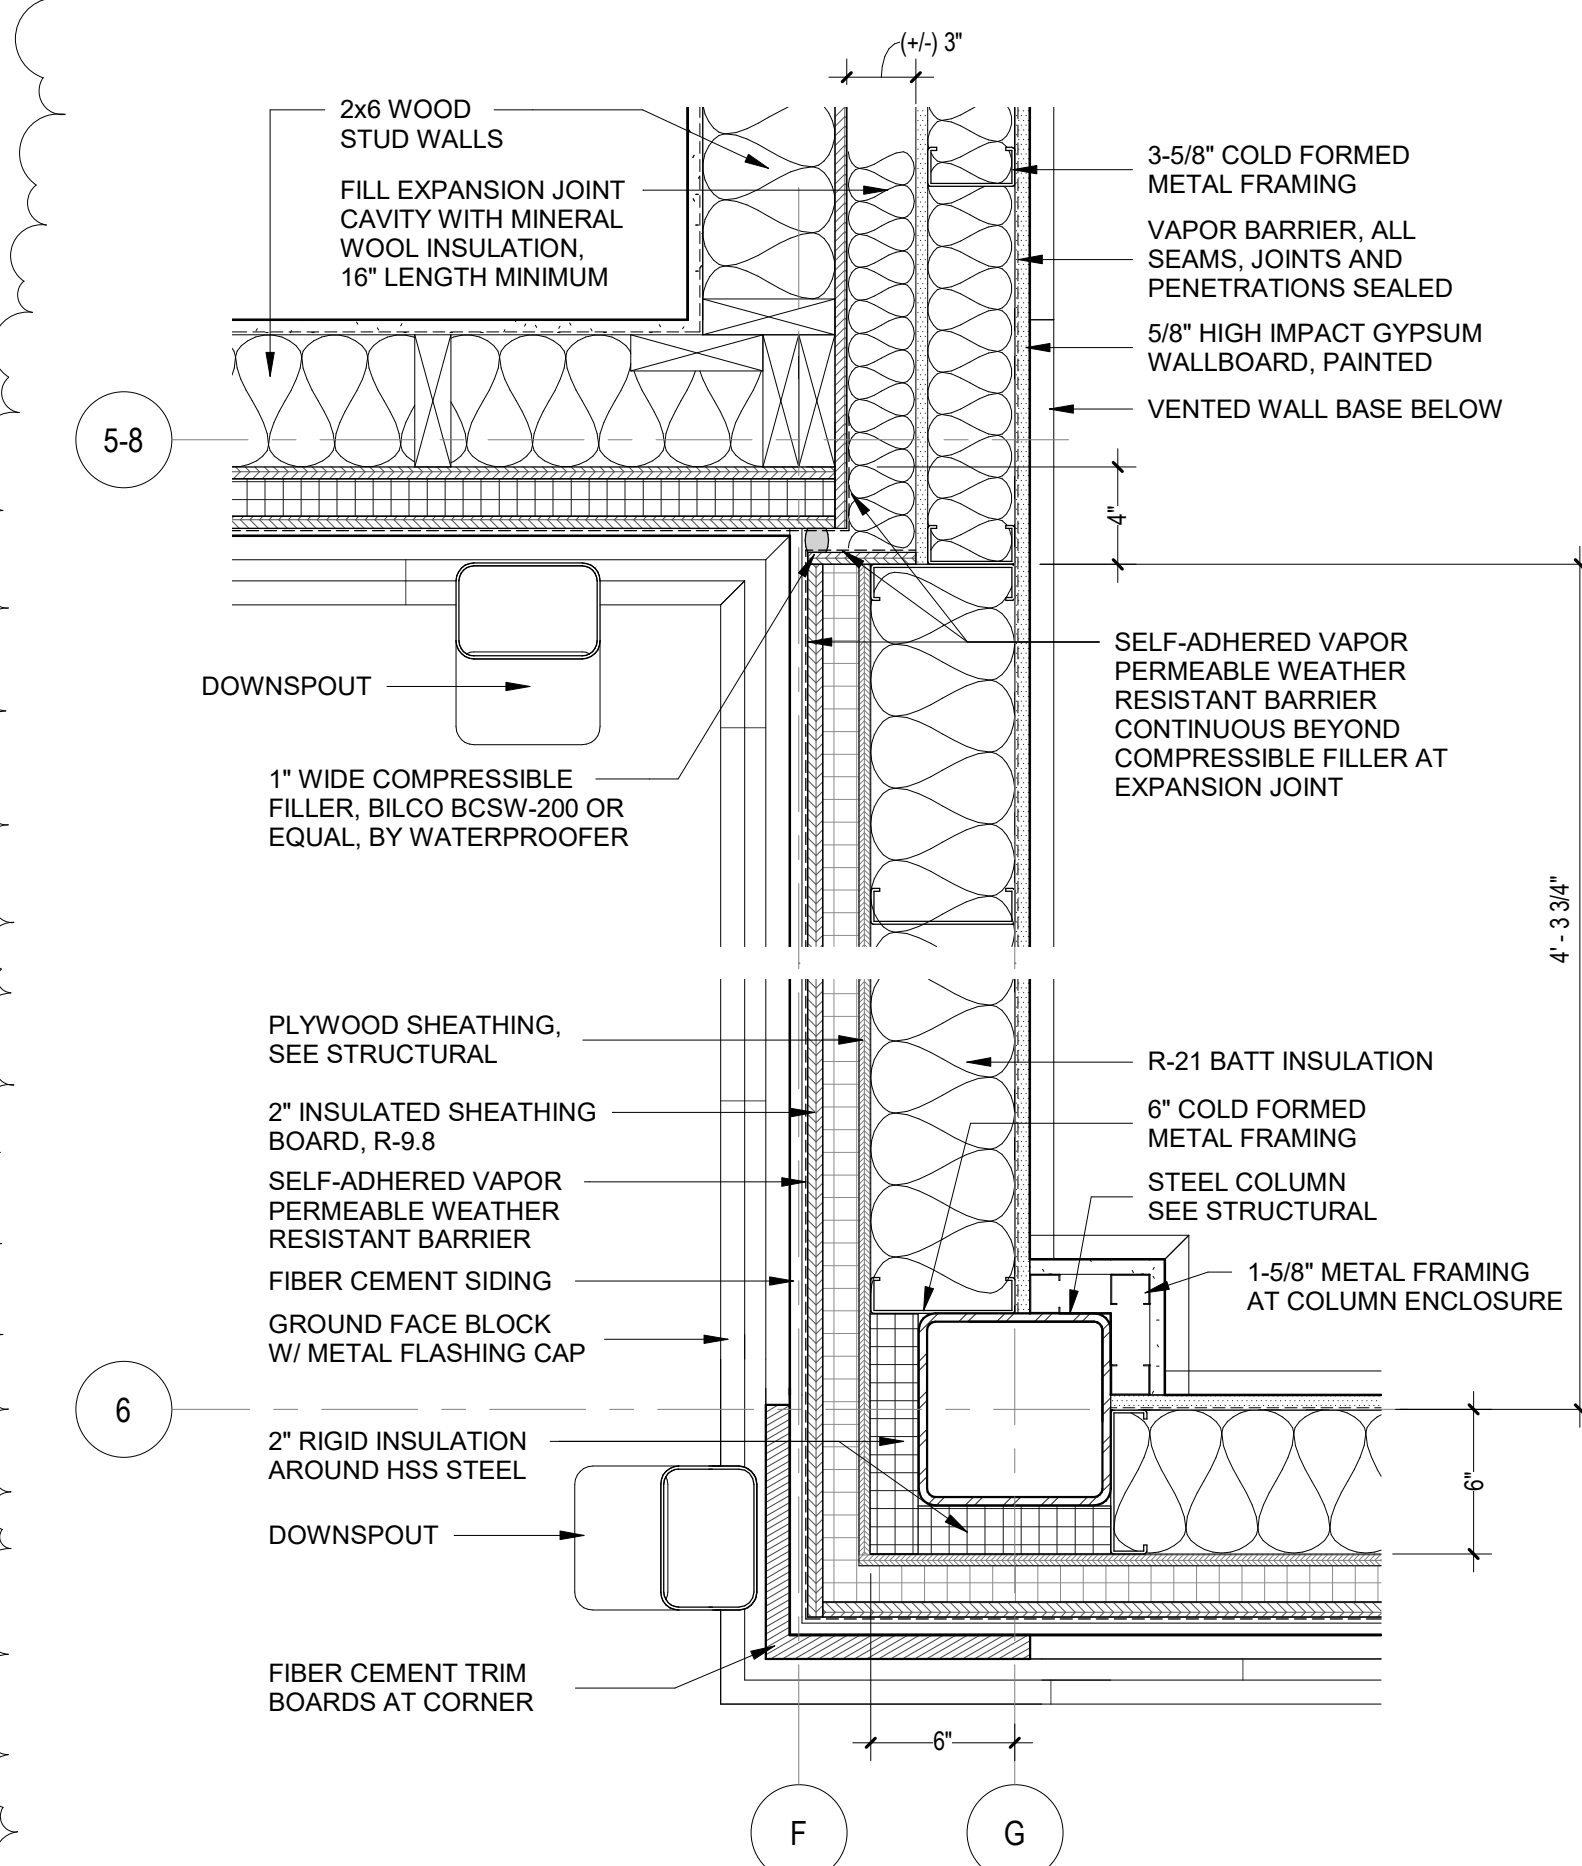 (+/-) 3"
2x6 WOOD
STUD WALLS
FILL EXPANSION JOINT
CAVITY WITH MINERAL
WOOL INSULATION,
16" LENGTH MINIMUM
3-5/8" COLD FORMED
METAL FRAMING
VAPOR BARRIER, ALL
SEAMS, JOINTS AND
PENETRATIONS SEALED
5/8" HIGH IMPACT GYPSUM
WALLBOARD, PAINTED
VENTED WALL BASE BELOW
5-8
4"
DOWNSPOUT
SELF-ADHERED VAPOR
PERMEABLE WEATHER
RESISTANT BARRIER
CONTINUOUS BEYOND
COMPRESSIBLE FILLER AT
EXPANSION JOINT
1" WIDE COMPRESSIBLE
FILLER, BILCO BCSW-200 OR
EQUAL, BY WATERPROOFER
4' - 3 3/4"
PLYWOOD SHEATHING,
SEE STRUCTURAL
2" INSULATED SHEATHING
BOARD, R-9.8
SELF-ADHERED VAPOR
PERMEABLE WEATHER
RESISTANT BARRIER
FIBER CEMENT SIDING
GROUND FACE BLOCK
W/ METAL FLASHING CAP
R-21 BATT INSULATION
6" COLD FORMED
METAL FRAMING
STEEL COLUMN
SEE STRUCTURAL
1-5/8" METAL FRAMING
AT COLUMN ENCLOSURE
6
2" RIGID INSULATION
AROUND HSS STEEL
6"
DOWNSPOUT
FIBER CEMENT TRIM
BOARDS AT CORNER
6"
F
G